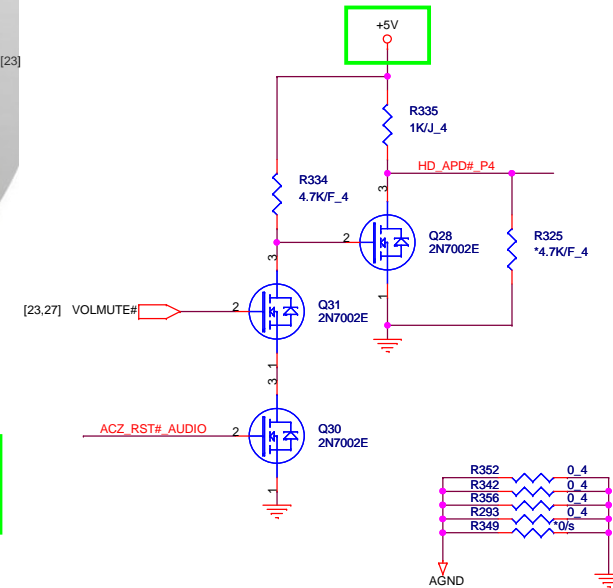 +5V
[23]
R335
1K/J_4
HD_APD#_P4
R334
4.7K/F_4
3
2
Q28
2N7002E
R325
*4.7K/F_4
3
1
[23,27] VOLMUTE#
2
Q31
2N7002E
1
3
ACZ_RST#_AUDIO
2
Q30
2N7002E
1
R352 0_4
R342 0_4
R356 0_4
R293 0_4
R349 *0/s
AGND